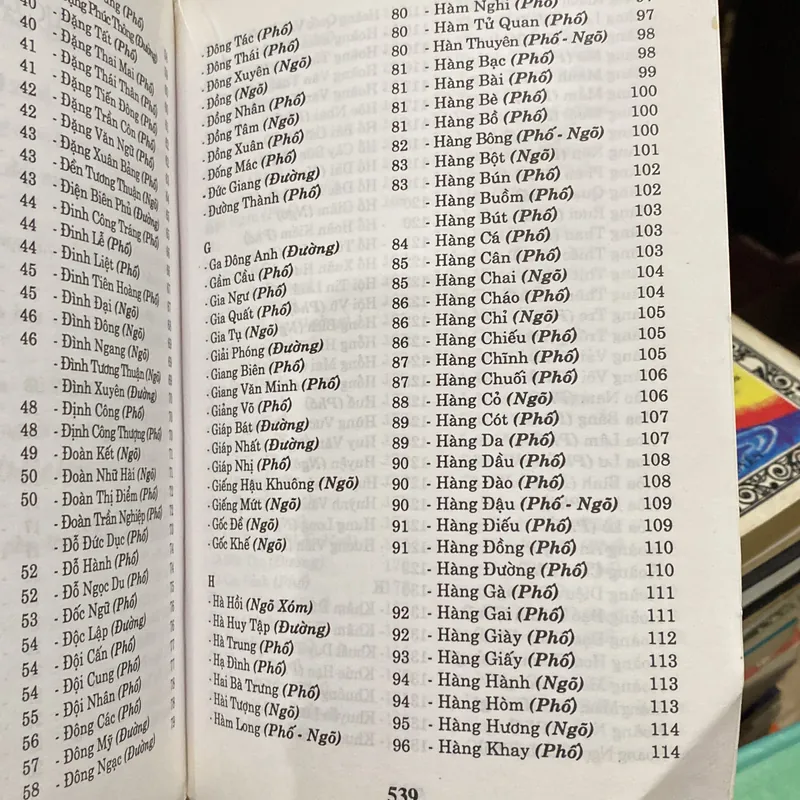 40
41
41
42
42
43
43
43
44
44
44
45
45
46
46
48
48
49
50
50
52
52
53
54
54
54
55
56
57
58
(Phố)
Đặng Phúc Thông (Đường)
- Đặng Tất (Phố)
- Đặng Thai Mai (Phố)
- Đặng Thái Thân (Phố)
- Đặng Tiến Đông (Phố)
- Đặng Trần Côn (Phố)
- Đặng Văn Ngữ (Phố)
- Đặng Xuân Bảng (Phố)
- Đền Tương Thuận (Ngõ)
- Điện Biên Phủ (Đường)
- Đinh Công Tráng (Phố)
- Đinh Lễ (Phố)
- Đinh Liệt (Phố)
- Đinh Tiên Hoàng (Phố)
- Đình Đại (Ngõ)
- Đình Đông (Ngõ)
- Đình Ngang (Ngõ)
- Đình Tương Thuận (Ngõ)
- Đình Xuyên (Đường)
- Định Công (Phố)
- Định Công Thượng (Phố)
- Đoàn Kết (Ngõ)
- Đoàn Nhữ Hài (Ngõ)
- Đoàn Thị Điểm (Phố)
- Đoàn Trần Nghiệp (Phố)
- Đỗ Đức Dục (Phố)
- Đỗ Hành (Phố)
- Đỗ Ngọc Du (Phố)
- Đốc Ngữ (Phố)
- Độc Lập (Đường)
- Đội Cấn (Phố)
- Đội Cung (Phố)
- Đội Nhân (Phố)
- Đông Các (Phố)
- Đông Mỹ (Đường)
- Đông Ngạc (Đường)
- Đông Tác (Phố) 80
- Đông Thái (Phố) 80
- Đông Xuyên (Ngõ) 80
- Đồng (Ngõ) 81
- Đồng Nhân (Phố) 81
- Đồng Tâm (Ngõ) 81
- Đồng Xuân (Phố) 81
- Đống Mác (Phố) 82
- Đức Giang (Đường) 83
- Đường Thành (Phố) 83
G
- Ga Đông Anh (Đường) 84
- Gầm Cầu (Phố) 85
- Gia Ngư (Phố) 85
- Gia Quất (Phố) 86
- Gia Tụ (Ngõ) 86
- Giải Phóng (Đường) 86
- Giang Biên (Phố) 87
- Giang Văn Minh (Phố) 87
- Giảng Võ (Phố) 88
- Giáp Bát (Đường) 89
- Giáp Nhất (Đường) 89
- Giáp Nhị (Phố) 90
- Giếng Hậu Khuông (Ngõ) 90
- Giếng Mứt (Ngõ) 90
- Gốc Đề (Ngõ) 91
- Gốc Khế (Ngõ) 91
H
- Hà Hồi (Ngõ Xóm) 92
- Hà Huy Tập (Đường) 92
- Hà Trung (Phố) 93
- Hạ Đình (Phố) 94
- Hai Bà Trưng (Phố) 94
- Hài Tượng (Ngõ) 95
- Hàm Long (Phố - Ngõ) 96
- Hàm Nghi (Phố) 97
- Hàm Tử Quan (Phố) 97
- Hàn Thuyên (Phố - Ngõ) 98
- Hàng Bạc (Phố) 98
- Hàng Bài (Phố) 99
- Hàng Bè (Phố) 100
- Hàng Bồ (Phố) 100
- Hàng Bông (Phố - Ngõ) 100
- Hàng Bột (Ngõ) 101
- Hàng Bún (Phố) 102
- Hàng Buồm (Phố) 102
- Hàng Bút (Phố) 103
- Hàng Cá (Phố) 103
- Hàng Cân (Phố) 103
- Hàng Chai (Ngõ) 104
- Hàng Cháo (Phố) 104
- Hàng Chỉ (Ngõ) 105
- Hàng Chiếu (Phố) 105
- Hàng Chĩnh (Phố) 105
- Hàng Chuối (Phố) 106
- Hàng Cỏ (Ngõ) 106
- Hàng Cót (Phố) 107
- Hàng Da (Phố) 107
- Hàng Dầu (Phố) 108
- Hàng Đào (Phố) 108
- Hàng Đậu (Phố - Ngõ) 109
- Hàng Điếu (Phố) 109
- Hàng Đồng (Phố) 110
- Hàng Đường (Phố) 110
- Hàng Gà (Phố) 111
- Hàng Gai (Phố) 111
- Hàng Giày (Phố) 112
- Hàng Giấy (Phố) 113
- Hàng Hành (Ngõ) 113
- Hàng Hòm (Phố) 113
- Hàng Hương (Ngõ) 114
- Hàng Khay (Phố) 114
539